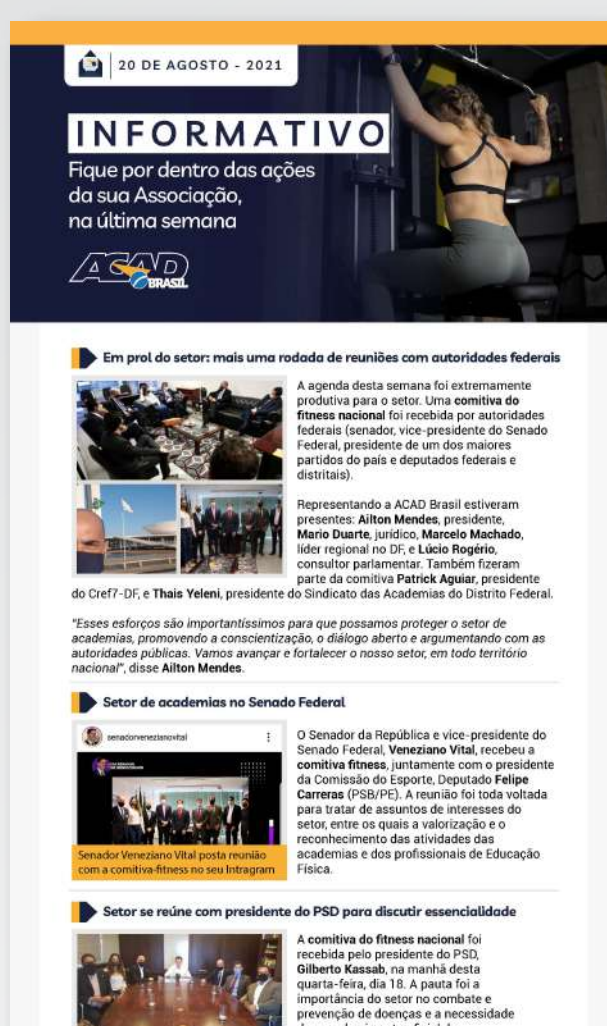 20 DE AGOSTO - 2021
INFORMATIVO
Fique por dentro das ações
da sua Associação,
na última semana
ACAD
BRASIL
Em prol do setor: mais uma rodada de reuniões com autoridades federais
A agenda desta semana foi extremamente
produtiva para o setor. Uma comitiva do
fitness nacional foi recebida por autoridades
federais (senador, vice-presidente do Senado
Federal, presidente de um dos maiores
partidos do país e deputados federais e
distritais).
Representando a ACAD Brasil estiveram
presentes: Ailton Mendes, presidente,
Mario Duarte, jurídico, Marcelo Machado,
líder regional no DF, e Lúcio Rogério,
consultor parlamentar. Também fizeram
parte da comitiva Patrick Aguiar, presidente
do Cref7-DF, e Thais Yeleni, presidente do Sindicato das Academias do Distrito Federal.
"Esses esforços são importantíssimos para que possamos proteger o setor de
academias, promovendo a conscientização, o diálogo aberto e argumentando com as
autoridades públicas. Vamos avançar e fortalecer o nosso setor, em todo território
nacional", disse Ailton Mendes.
Setor de academias no Senado Federal
senadorvenezianovital
Senador Veneziano Vital posta reunião
com a comitiva-fitness no seu Intragram
O Senador da República e vice-presidente do
Senado Federal, Veneziano Vital, recebeu a
comitiva fitness, juntamente com o presidente
da Comissão do Esporte, Deputado Felipe
Carreras (PSB/PE). A reunião foi toda voltada
para tratar de assuntos de interesses do
setor, entre os quais a valorização e o
reconhecimento das atividades das
academias e dos profissionais de Educação
Física.
Setor se reúne com presidente do PSD para discutir essencialidade
A comitiva do fitness nacional foi
recebida pelo presidente do PSD,
Gilberto Kassab, na manhã desta
quarta-feira, dia 18. A pauta foi a
importância do setor no combate e
prevenção de doenças e a necessidade